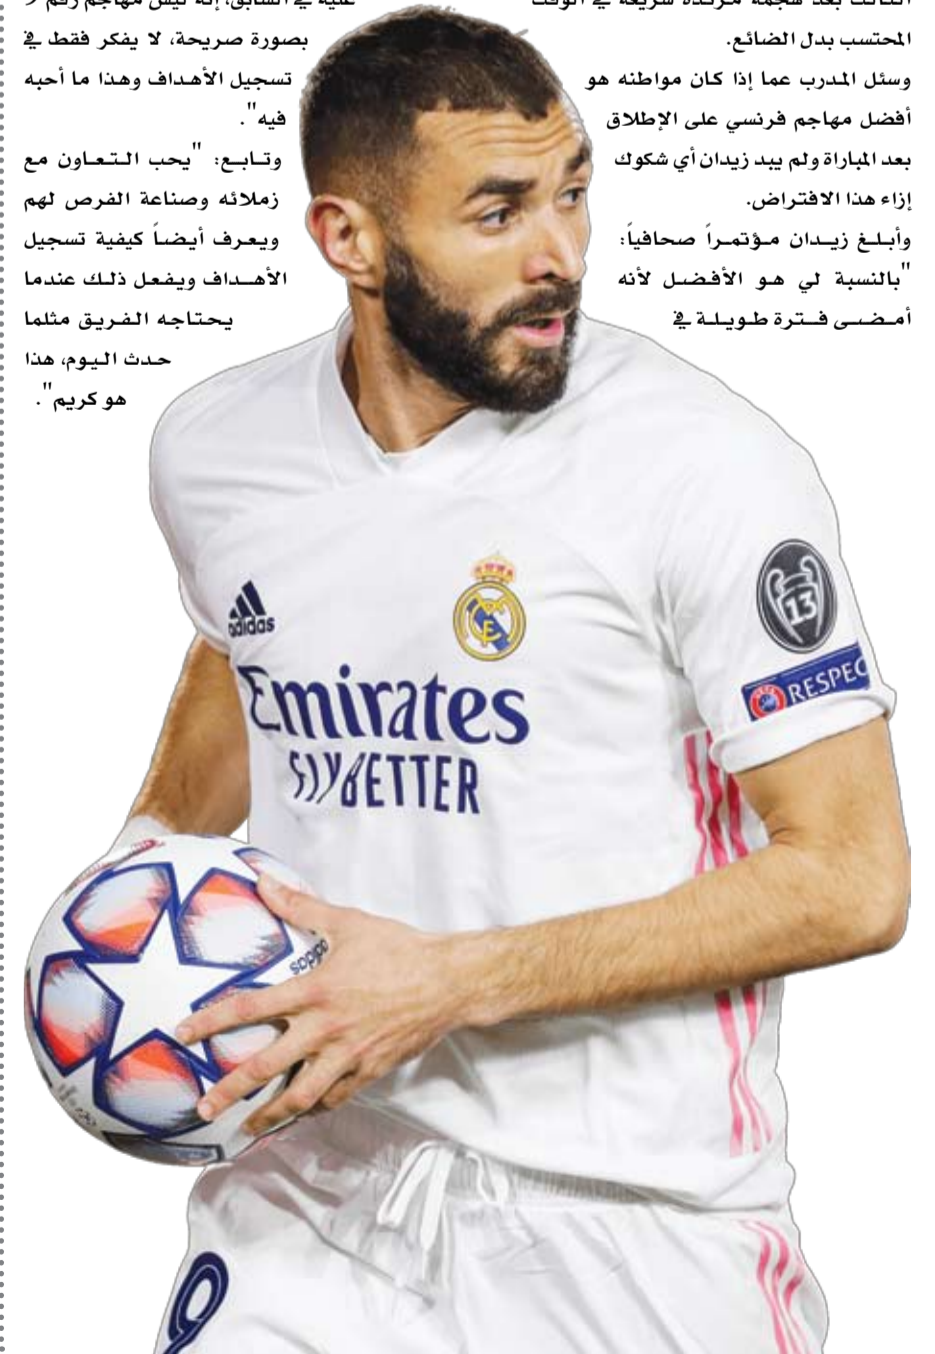 المحتسب بدل الضائع.
وسئل المدرب عما إذا كان مواطنه هو
أفضل مهاجم فرنسي على الإطلاق
بعد المباراة ولم يبد زيدان أي شكوك
إزاء هذا الافتراض.
وأبلغ زيدان مؤتمراً صحافياً:
"بالنسبة لي هو الأفضل لأنه
أمضى فترة طويلة في
بصورة صريحة، لا يفكر فقط في
تسجيل الأهداف وهذا ما أحبه
فيه".
وتابع: "يحب التعاون مع
زملائه وصناعة الفرص لهم
ويعرف أيضاً كيفية تسجيل
الأهداف ويفعل ذلك عندما
يحتاجه الفريق مثلما
حدث اليوم، هذا
هو كريم".
adidas
13
RESPEC
Emirates
FLY BETTER
adidas
9